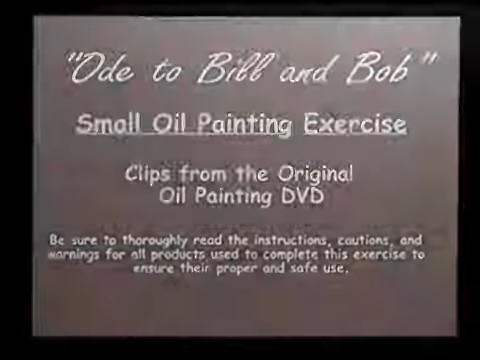 "Ode to Bill and Bob"
Small Oil Painting Exercise
Clips from the Original
Oil Painting DVD
Be sure to thoroughly read the instructions, cautions, and
warnings for all products used to complete this exercise to
ensure their proper and safe use.